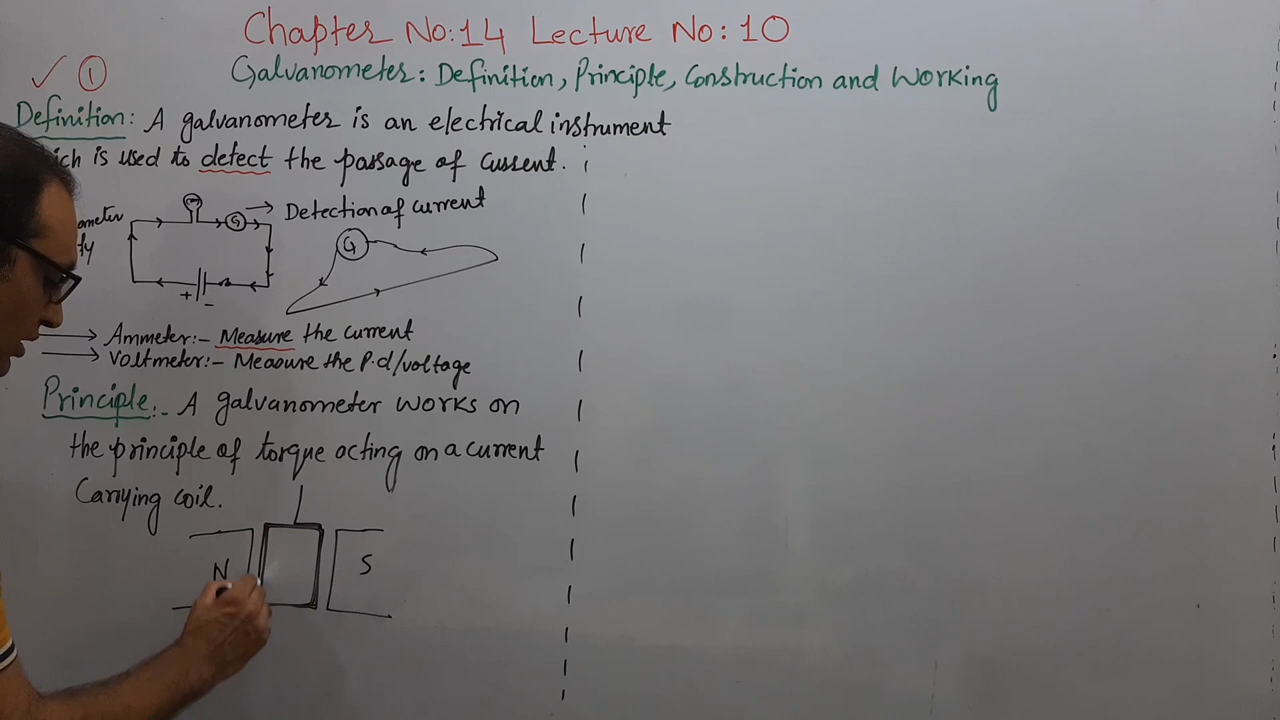 Chapter No:14 Lecture No:10
✓ ①
Galvanometer: Definition, Principle, Construction and Working
Definition: A galvanometer is an electrical instrument
is used to detect the passage of current.
G → Detection of current
G
+ -
→ Ammeter:- Measure the current
→ Voltmeter:- Measure the P.d/voltage
Principle:- A galvanometer works on
the principle of torque acting on a current
Carrying coil.
N S